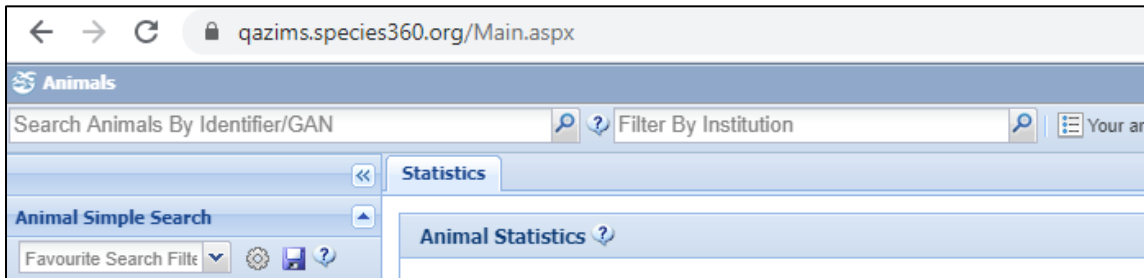 qazims.species360.org/Main.aspx
Animals
Search Animals By Identifier/GAN Filter By Institution Your
Statistics
Animal Simple Search
Animal Statistics
Favourite Search Filte